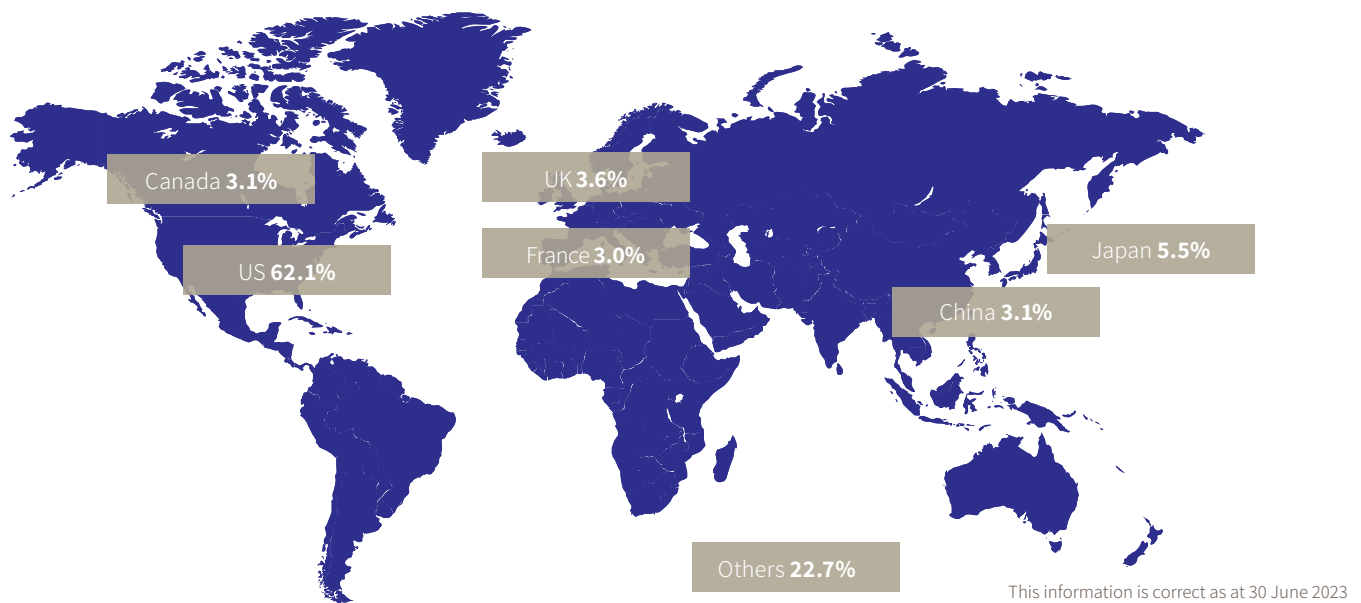 Canada 3.1%
UK 3.6%
US 62.1%
France 3.0%
Japan 5.5%
China 3.1%
Others 22.7%
This information is correct as at 30 June 2023